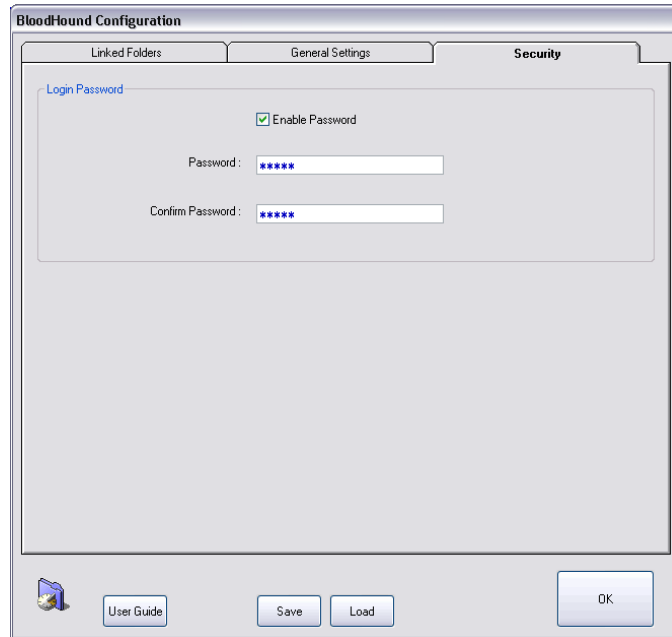 BloodHound Configuration
Linked Folders General Settings Security
Login Password
Enable Password
Password : *****
Confirm Password : *****
User Guide Save Load OK